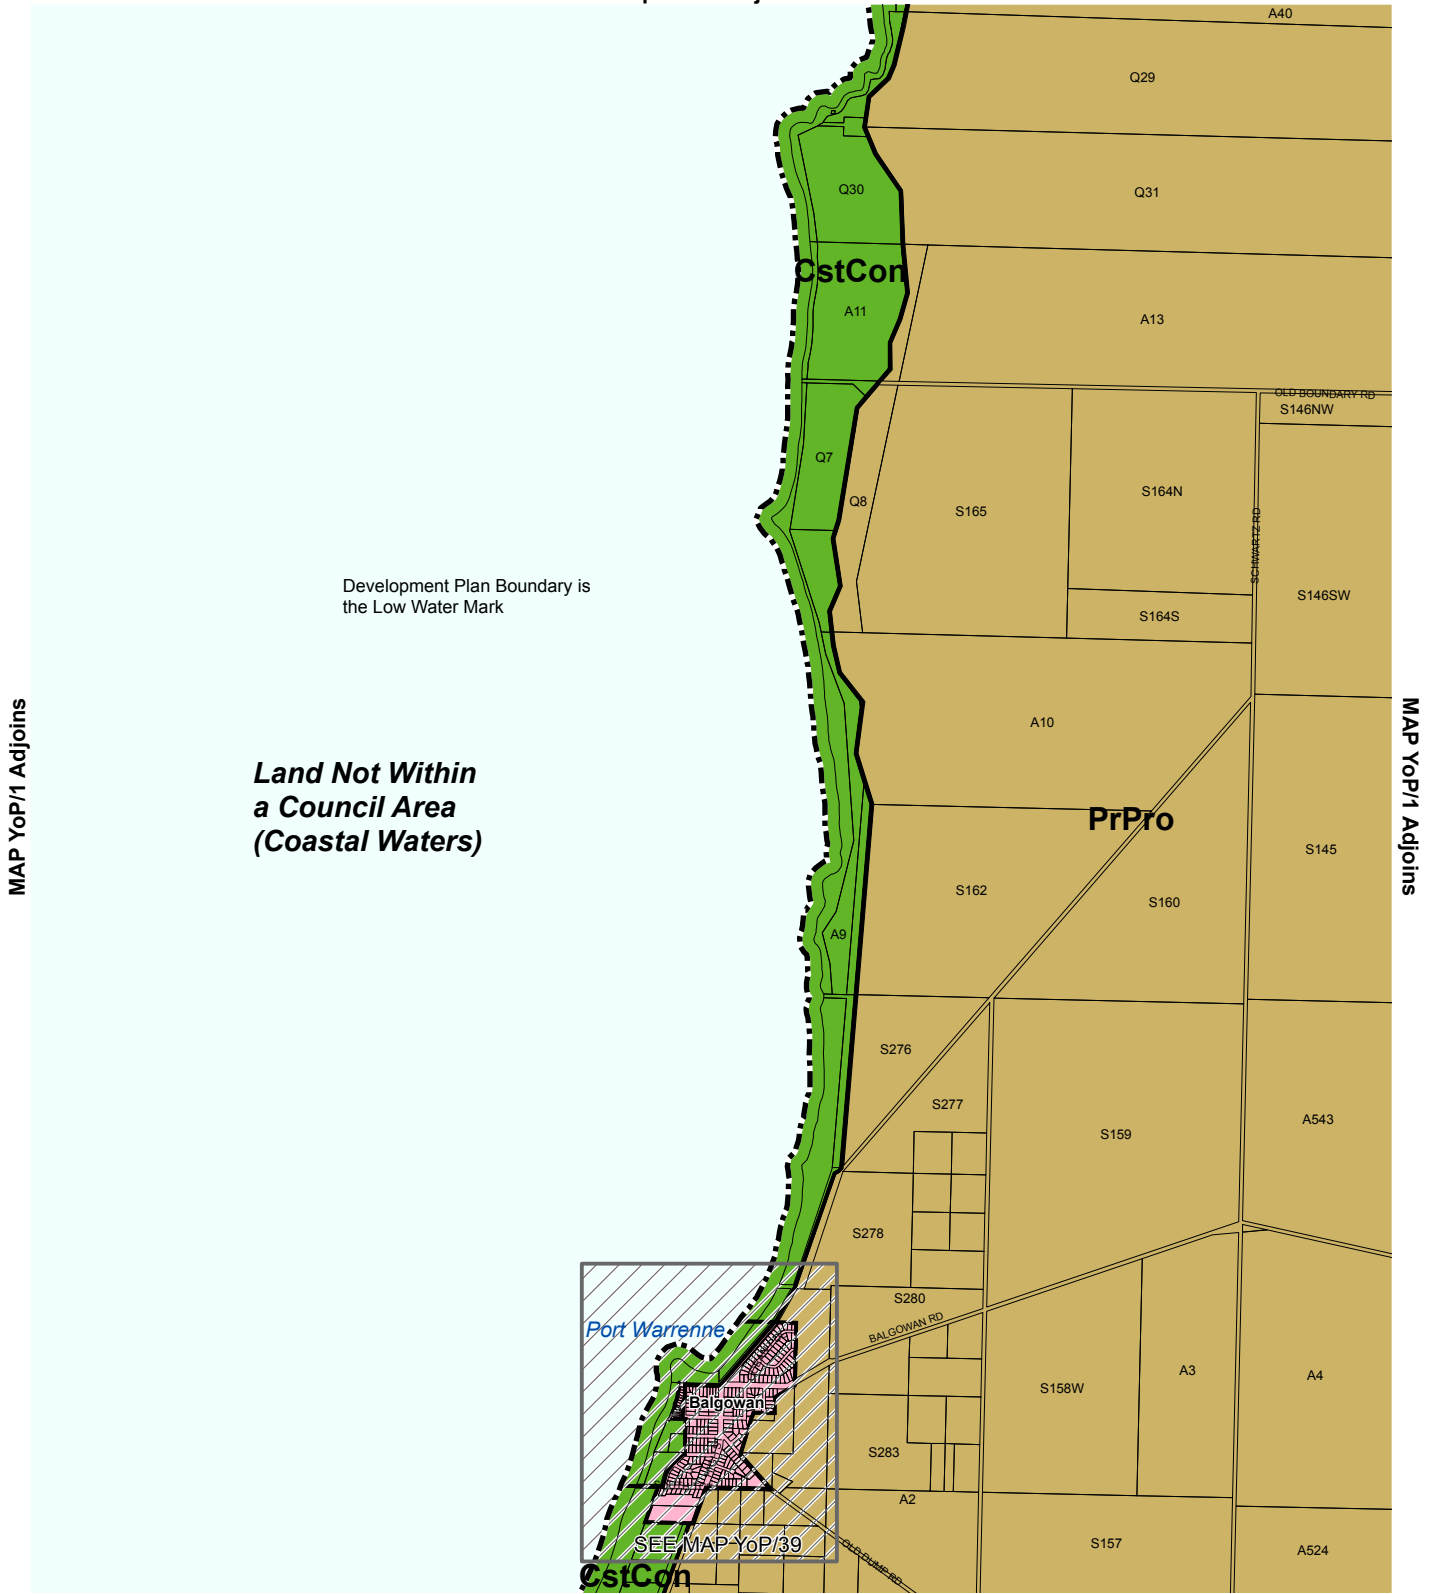 A40
Q29
Q30
Q31
CstCon
A11
A13
OLD BOUNDARY RD
S146NW
Q7
Q8
S165
S164N
SCHWARTZ RD
S146SW
S164S
Development Plan Boundary is
the Low Water Mark
MAP YoP/1 Adjoins
MAP YoP/1 Adjoins
A10
Land Not Within
a Council Area
(Coastal Waters)
PrPro
S145
S162
S160
A9
S276
S277
S159
A543
S278
S280
BALGOWAN RD
Port Warrenne
Balgowan
S158W
A3
A4
S283
A2
SEE MAP YoP/39
OLD DUMP RD
S157
A524
CstCon